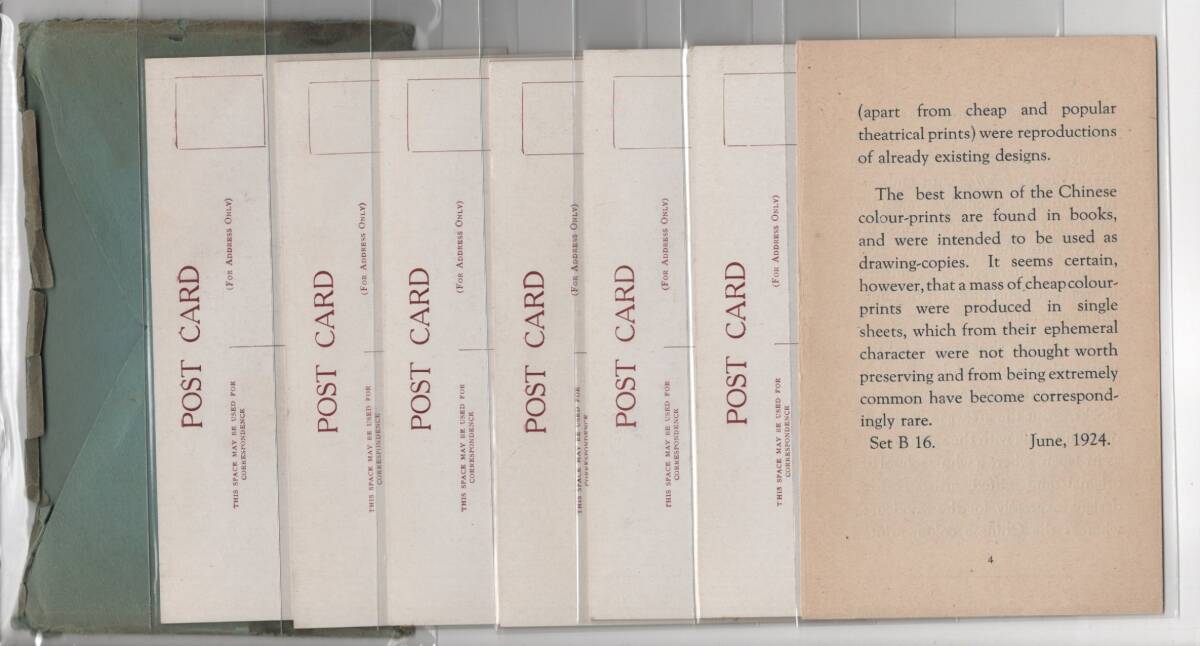 POST CARD
(FOR ADDRESS ONLY)
THIS SPACE MAY BE USED FOR
CORRESPONDENCE
POST CARD
(FOR ADDRESS ONLY)
THIS SPACE MAY BE USED FOR
CORRESPONDENCE
POST CARD
(FOR ADDRESS ONLY)
THIS SPACE MAY BE USED FOR
CORRESPONDENCE
POST CARD
(FOR ADDRESS ONLY)
THIS SPACE MAY BE USED FOR
CORRESPONDENCE
POST CARD
(FOR ADDRESS ONLY)
THIS SPACE MAY BE USED FOR
CORRESPONDENCE
POST CARD
(FOR ADDRESS ONLY)
THIS SPACE MAY BE USED FOR
CORRESPONDENCE
(apart from cheap and popular
theatrical prints) were reproductions
of already existing designs.
The best known of the Chinese
colour-prints are found in books,
and were intended to be used as
drawing-copies. It seems certain,
however, that a mass of cheap colour-
prints were produced in single
sheets, which from their ephemeral
character were not thought worth
preserving and from being extremely
common have become correspond-
ingly rare.
Set B 16. June, 1924.
4